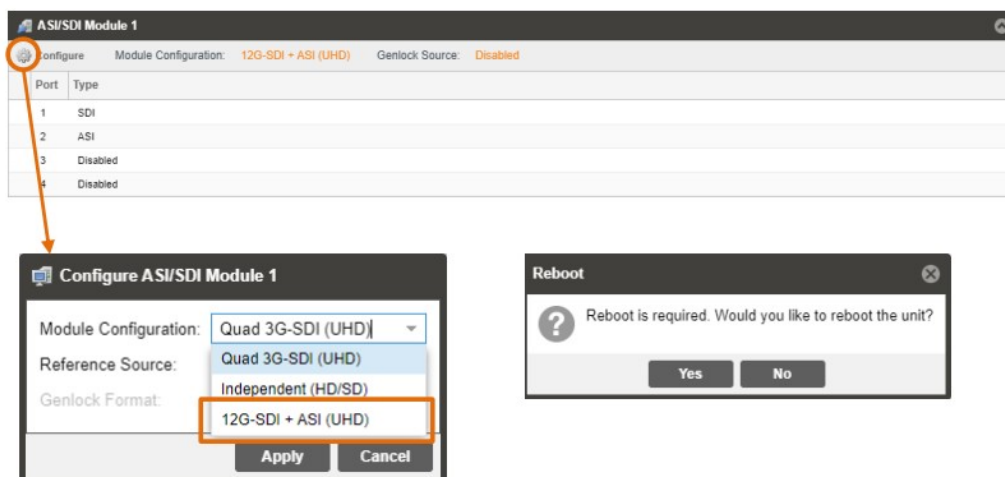 ASI/SDI Module 1
Configure Module Configuration: 12G-SDI + ASI (UHD) Genlock Source: Disabled
Port Type
1 SDI
2 ASI
3 Disabled
4 Disabled
Configure ASI/SDI Module 1
Module Configuration: Quad 3G-SDI (UHD)
Reference Source:
Genlock Format:
Quad 3G-SDI (UHD)
Independent (HD/SD)
12G-SDI + ASI (UHD)
Apply Cancel
Reboot
Reboot is required. Would you like to reboot the unit?
Yes No